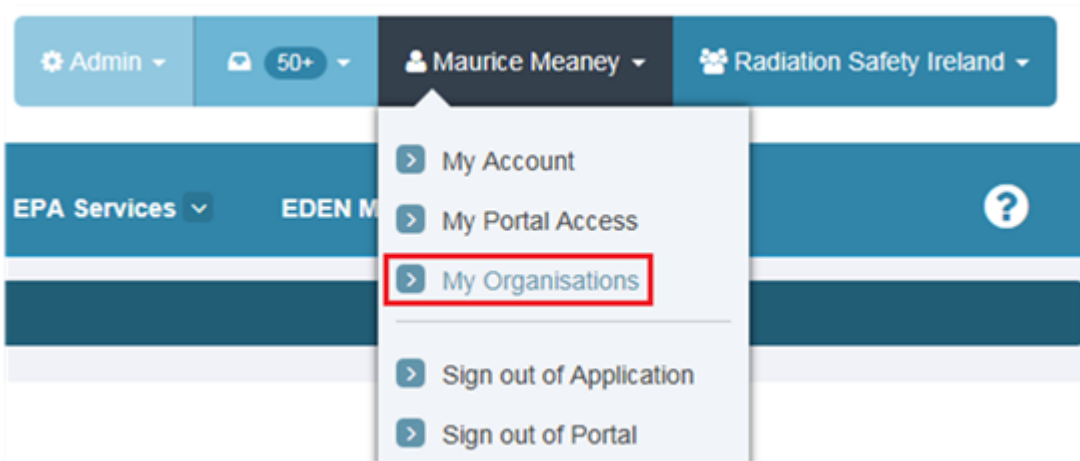 Admin
50+
Maurice Meaney
Radiation Safety Ireland
My Account
EPA Services
EDEN M
My Portal Access
?
My Organisations
Sign out of Application
Sign out of Portal